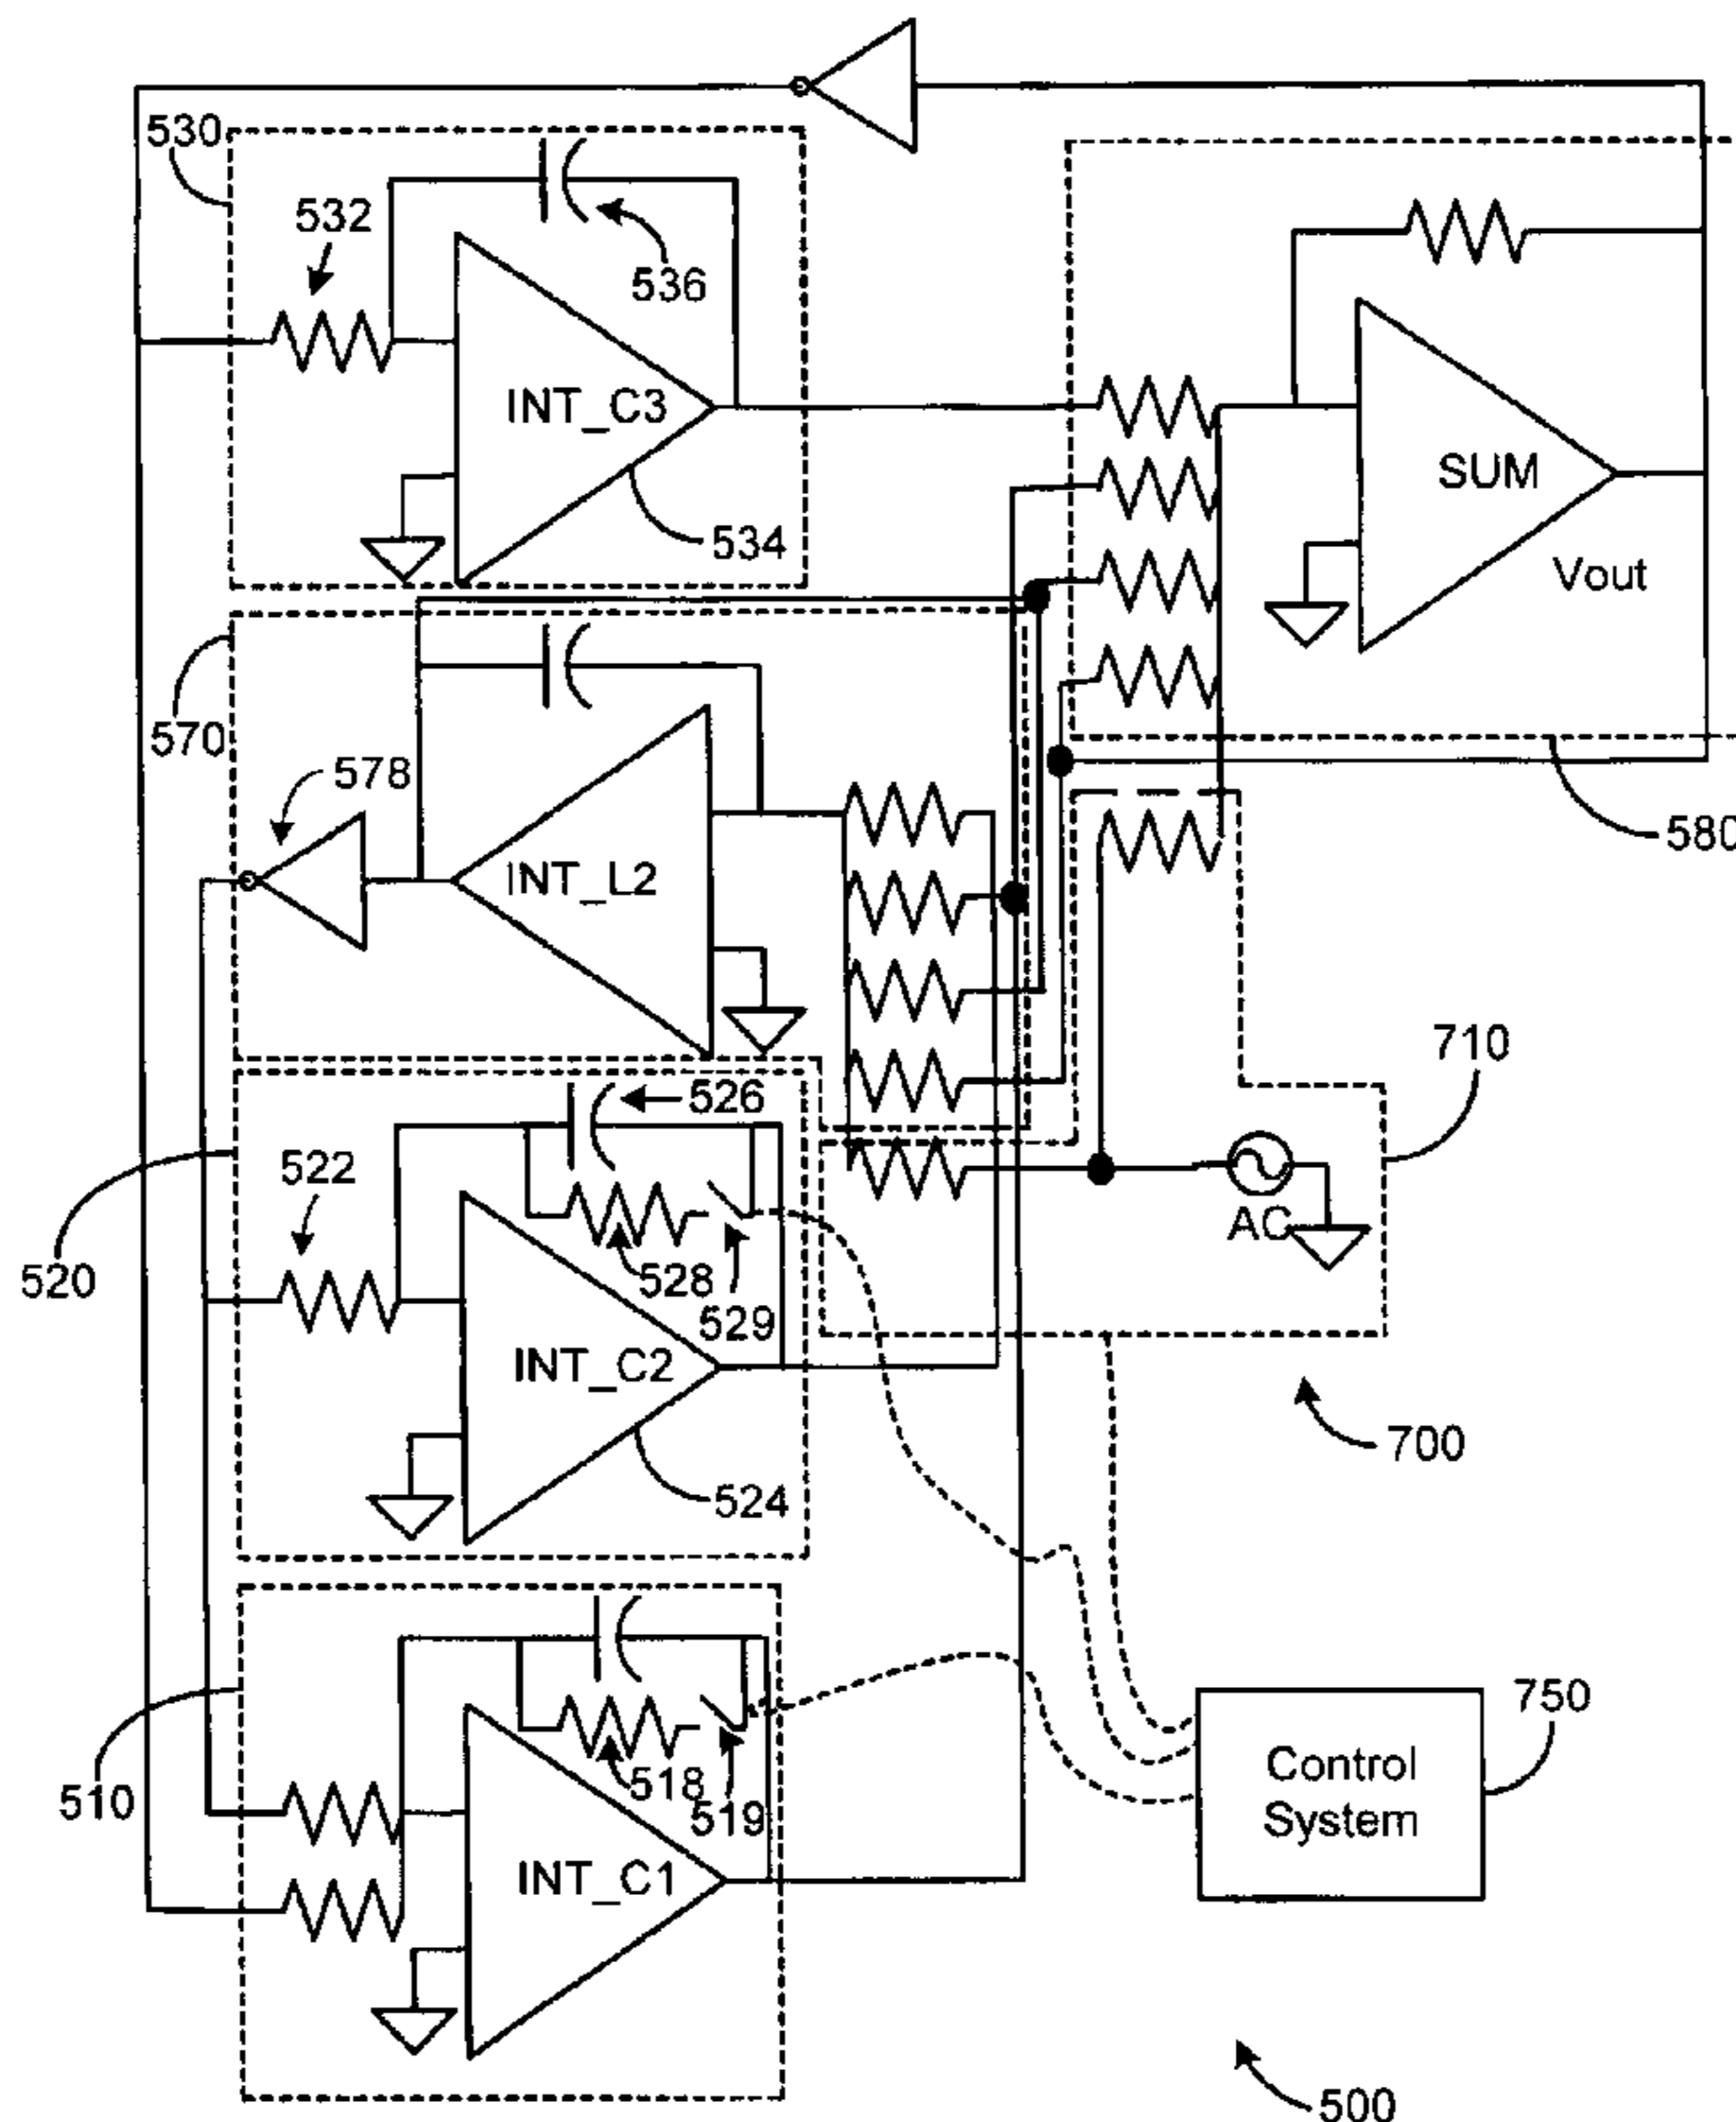 530
532
536
INT_C3
534
SUM
Vout
570
578
INT_L2
580
710
526
522
AC
520
528
529
INT_C2
700
524
750
Control
System
518
519
510
INT_C1
500